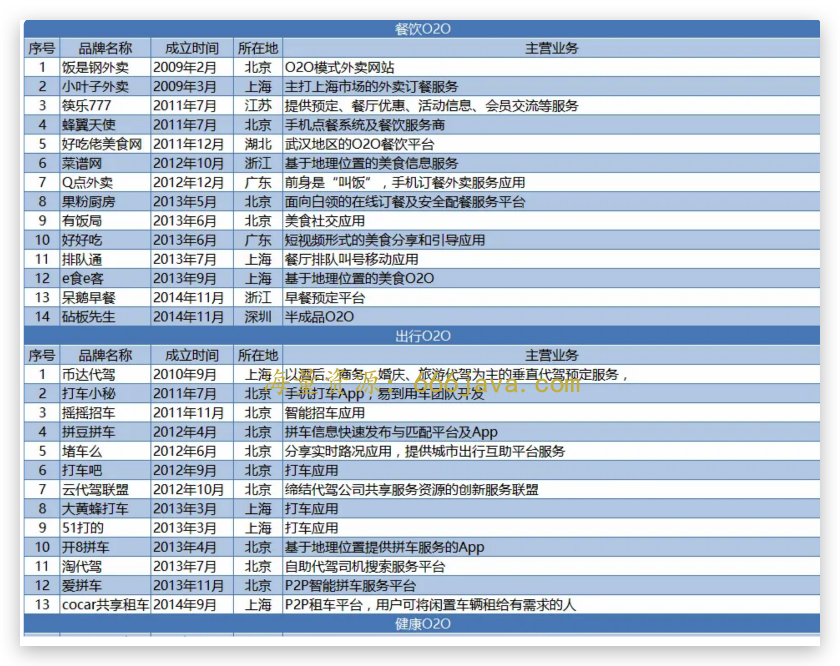 餐饮O2O
序号 品牌名称 成立时间 所在地 主营业务
1 饭是钢外卖 2009年2月 北京 O2O模式外卖网站
2 小叶子外卖 2009年3月 上海 主打上海市场的外卖订餐服务
3 筷乐777 2011年7月 江苏 提供预定、餐厅优惠、活动信息、会员交流等服务
4 蜂翼天使 2011年7月 北京 手机点餐系统及餐饮服务商
5 好吃佬美食网 2011年12月 湖北 武汉地区的O2O餐饮平台
6 菜谱网 2012年10月 浙江 基于地理位置的美食信息服务
7 Q点外卖 2012年12月 广东 前身是“叫饭”，手机订餐外卖服务应用
8 果粉厨房 2013年5月 北京 面向白领的在线订餐及安全配餐服务平台
9 有饭局 2013年6月 北京 美食社交应用
10 好好吃 2013年6月 广东 短视频形式的美食分享和引导应用
11 排队通 2013年7月 上海 餐厅排队叫号移动应用
12 e食e客 2013年9月 上海 基于地理位置的美食O2O
13 呆鹅早餐 2014年11月 浙江 早餐预定平台
14 砧板先生 2014年11月 深圳 半成品O2O
出行O2O
序号 品牌名称 成立时间 所在地 主营业务
1 币达代驾 2010年9月 上海 以酒后、商务、婚庆、旅游代驾为主的垂直代驾预定服务，
海量资源：666java.com
2 打车小秘 2011年7月 北京 手机打车App，易到用车团队开发
3 摇摇招车 2011年11月 北京 智能招车应用
4 拼豆拼车 2012年4月 北京 拼车信息快速发布与匹配平台及App
5 堵车么 2012年6月 北京 分享实时路况应用，提供城市出行互助平台服务
6 打车吧 2012年9月 北京 打车应用
7 云代驾联盟 2012年10月 北京 缔结代驾公司共享服务资源的创新服务联盟
8 大黄蜂打车 2013年3月 上海 打车应用
9 51打的 2013年3月 上海 打车应用
10 开8拼车 2013年4月 北京 基于地理位置提供拼车服务的App
11 淘代驾 2013年7月 北京 自助代驾司机搜索服务平台
12 爱拼车 2013年11月 北京 P2P智能拼车服务平台
13 cocar共享租车 2014年9月 上海 P2P租车平台，用户可将闲置车辆租给有需求的人
健康O2O